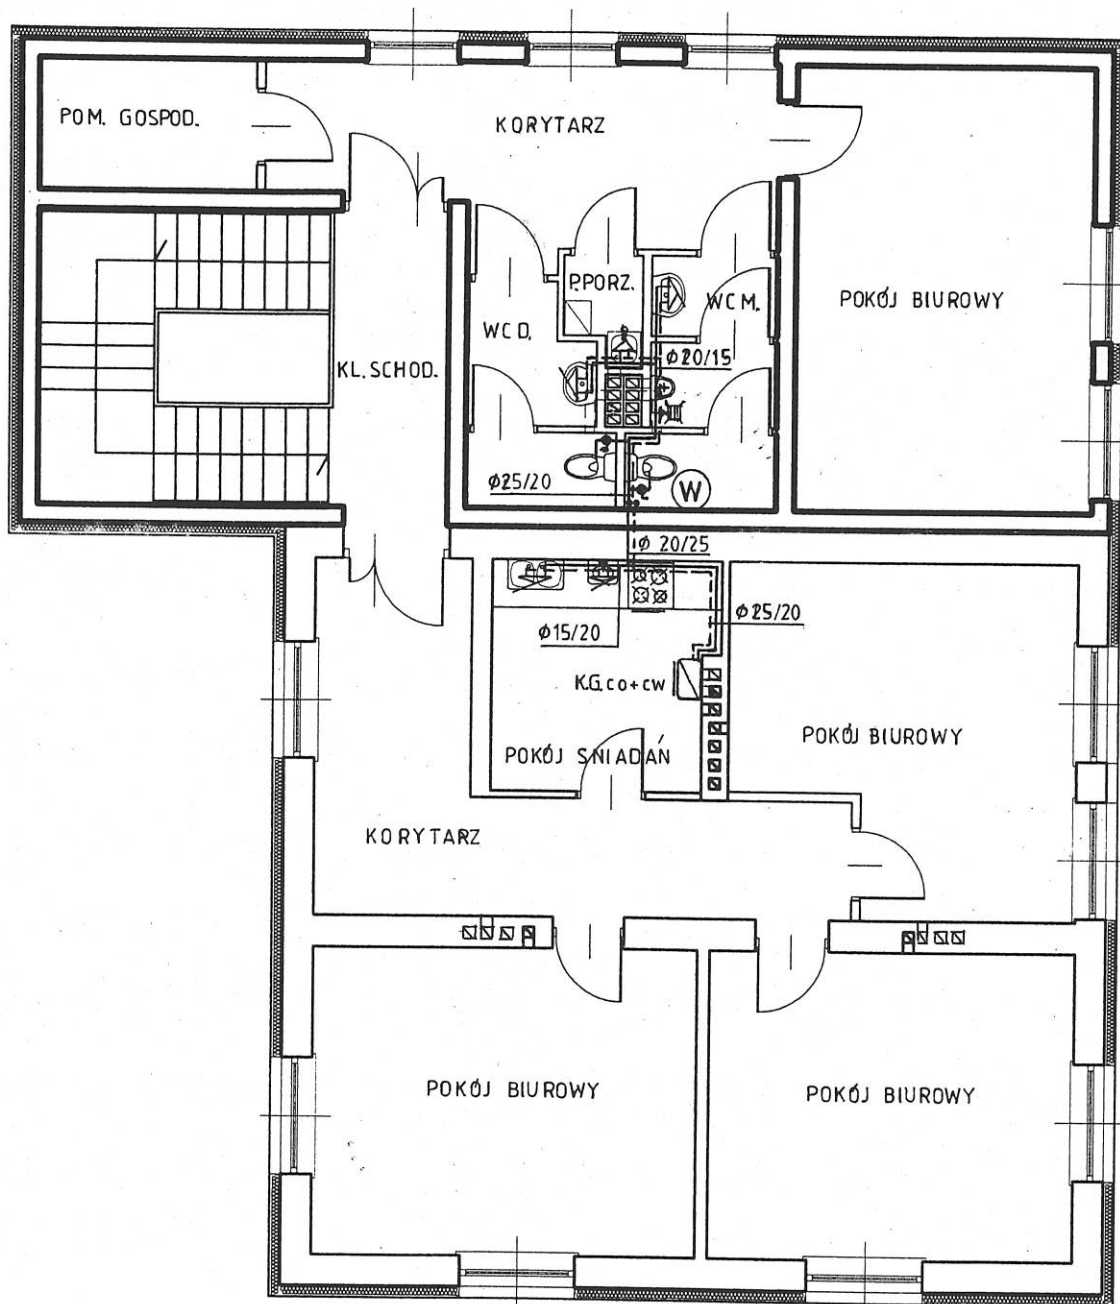 POM. GOSPOD.
KORYTARZ
P.PORZ.
WC D.
WC M.
POKÓJ BIUROWY
KL. SCHOD.
Ø20/15
Ø25/20
W
Ø 20/25
Ø15/20
Ø25/20
K.G.co+cw
POKÓJ SNIADAŃ
POKÓJ BIUROWY
KORYTARZ
POKÓJ BIUROWY
POKÓJ BIUROWY